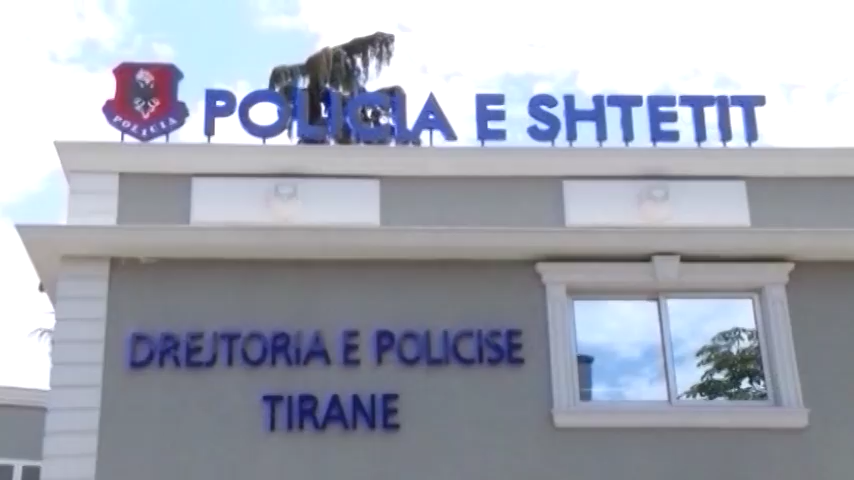 POLICIA E SHTETIT
POLICIA
DREJTORIA E POLICISE
TIRANE